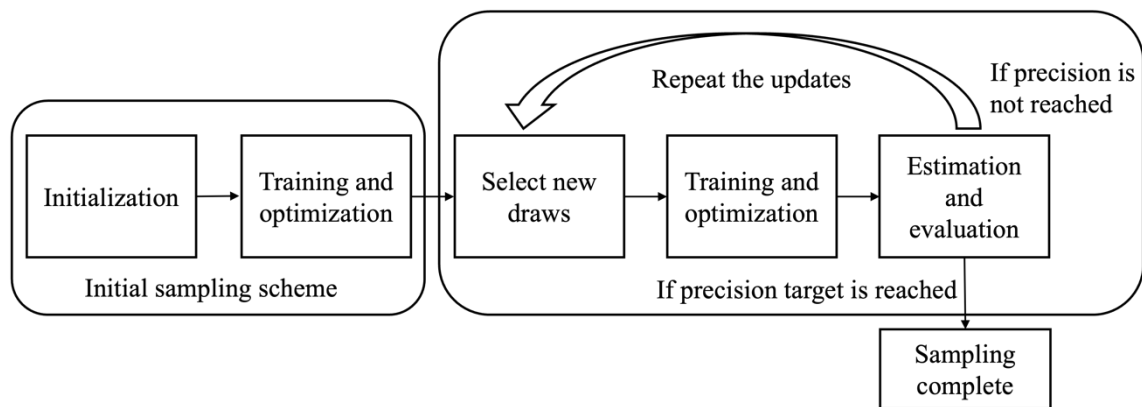 Initialization
Training and
optimization
Initial sampling scheme
Repeat the updates
If precision is
not reached
Select new
draws
Training and
optimization
Estimation
and
evaluation
If precision target is reached
Sampling
complete